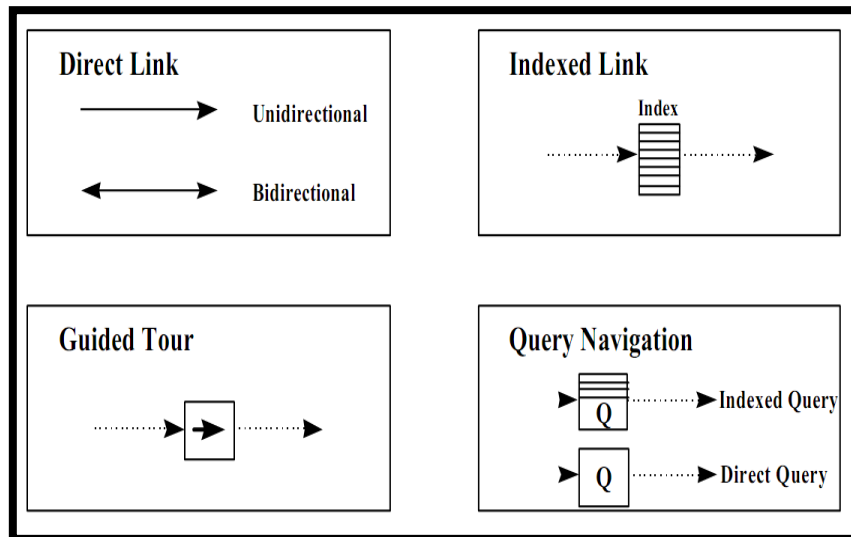 Direct Link
Unidirectional
Bidirectional
Indexed Link
Index
Guided Tour
Query Navigation
Q
Indexed Query
Q
Direct Query